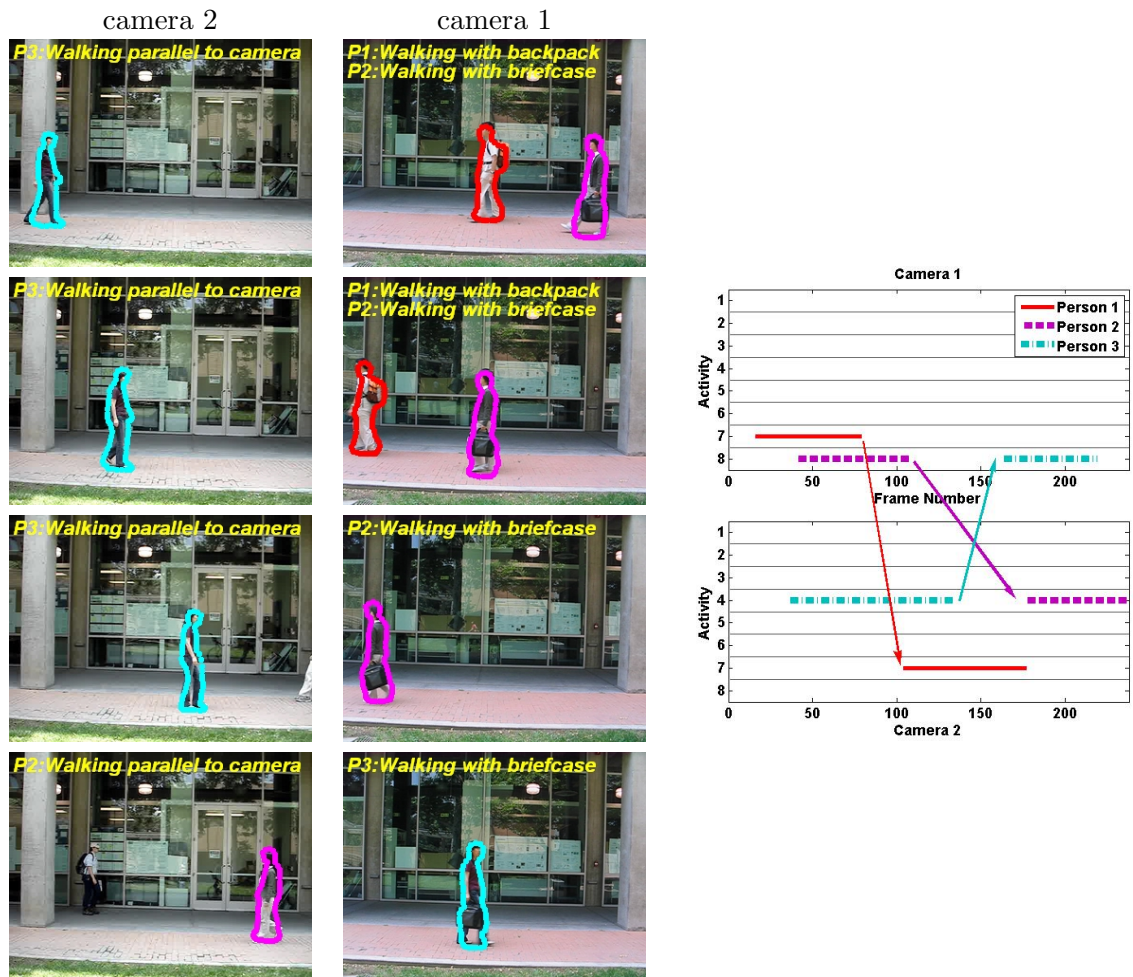 camera 2
camera 1
P3:Walking parallel to camera
P1:Walking with backpack
P2:Walking with briefcase
P3:Walking parallel to camera
P1:Walking with backpack
P2:Walking with briefcase
P3:Walking parallel to camera
P2:Walking with briefcase
P2:Walking parallel to camera
P3:Walking with briefcase
Camera 1
Activity
1
2
3
4
5
6
7
8
Person 1
Person 2
Person 3
0 50 100 150 200
Frame Number
Activity
1
2
3
4
5
6
7
8
0 50 100 150 200
Camera 2